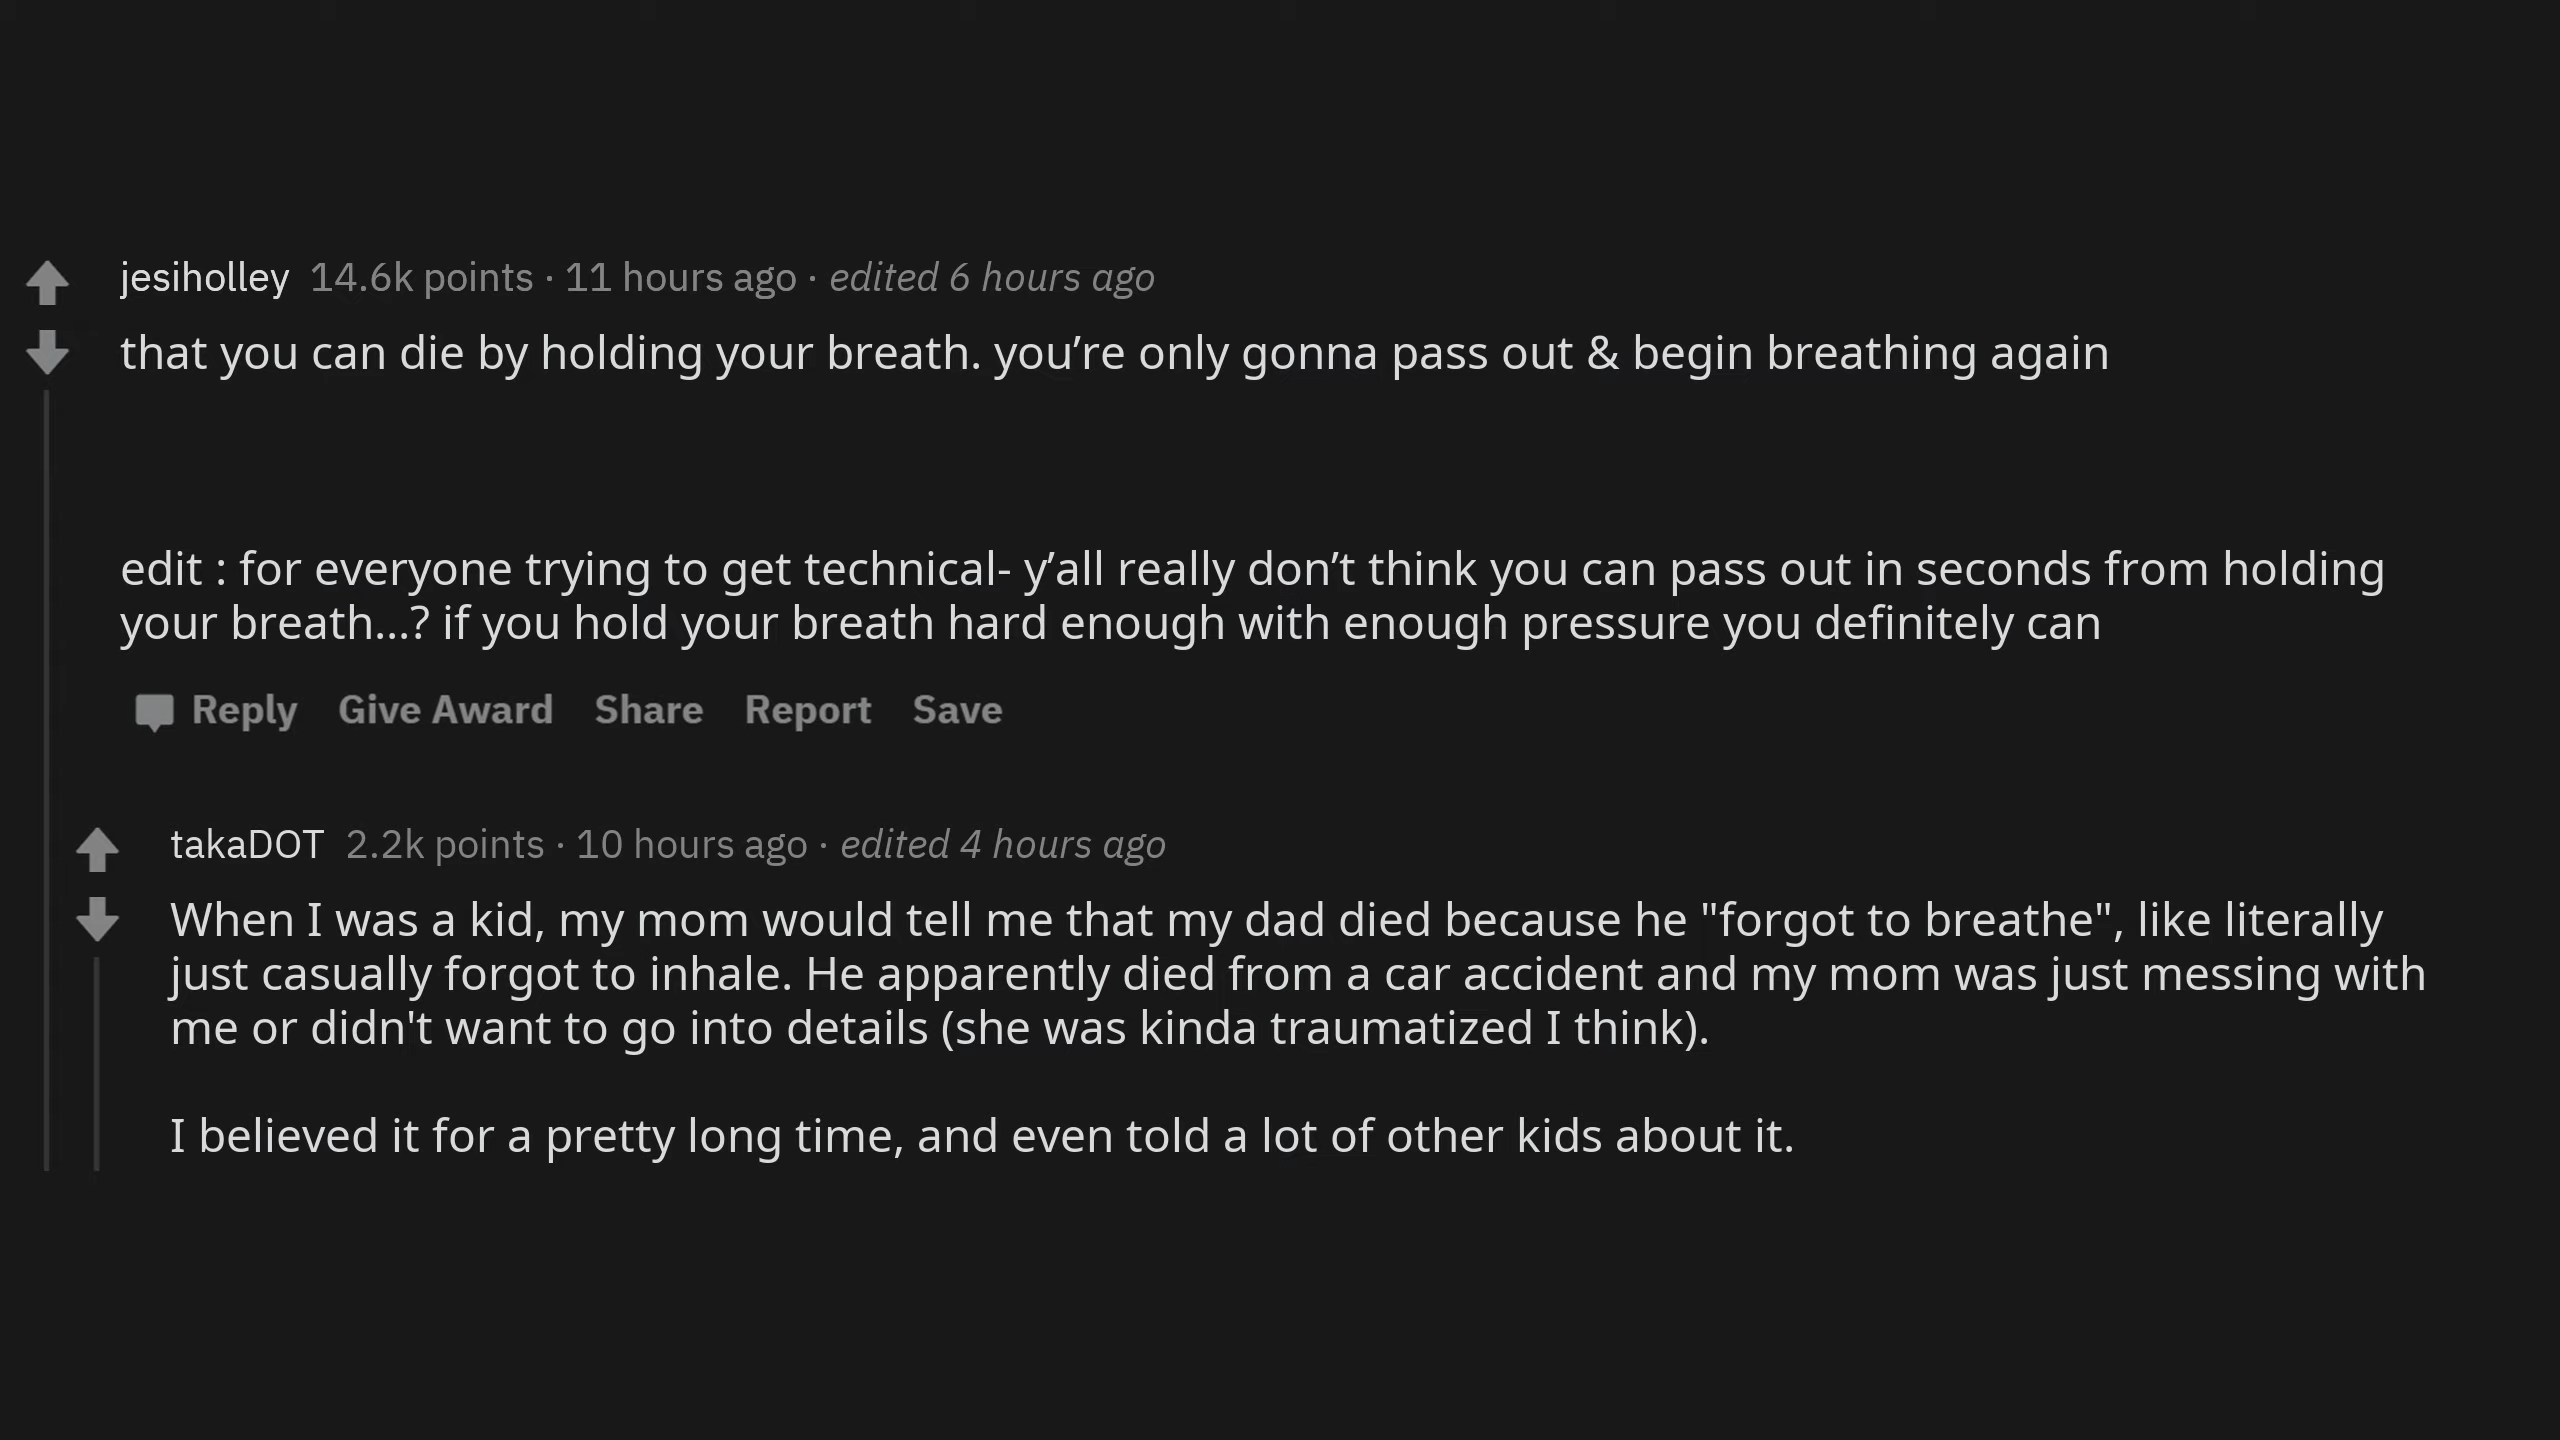 jesiholley 14.6k points · 11 hours ago · edited 6 hours ago
that you can die by holding your breath. you’re only gonna pass out & begin breathing again
edit : for everyone trying to get technical- y’all really don’t think you can pass out in seconds from holding
your breath...? if you hold your breath hard enough with enough pressure you definitely can
Reply Give Award Share Report Save
takaDOT 2.2k points · 10 hours ago · edited 4 hours ago
When I was a kid, my mom would tell me that my dad died because he "forgot to breathe", like literally
just casually forgot to inhale. He apparently died from a car accident and my mom was just messing with
me or didn't want to go into details (she was kinda traumatized I think).
I believed it for a pretty long time, and even told a lot of other kids about it.